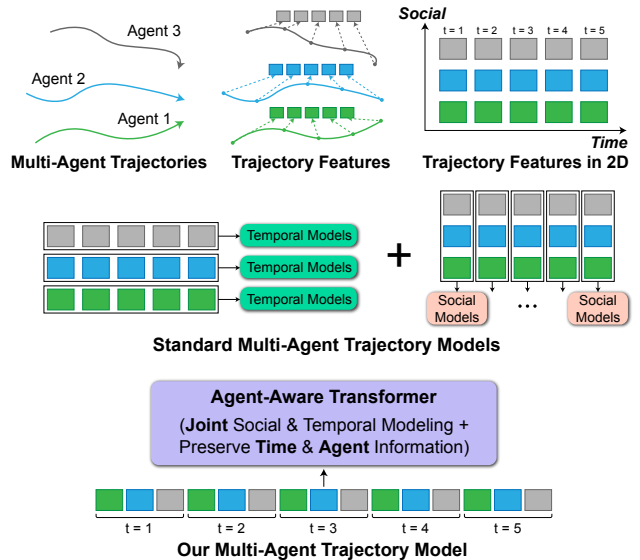 Agent 3
Agent 2
Agent 1
Multi-Agent Trajectories
Trajectory Features
Social
t = 1 t = 2 t = 3 t = 4 t = 5
Time
Trajectory Features in 2D
Temporal Models
Temporal Models
Temporal Models
+
Social
Models
...
Social
Models
Standard Multi-Agent Trajectory Models
Agent-Aware Transformer
(Joint Social & Temporal Modeling +
Preserve Time & Agent Information)
t = 1 t = 2 t = 3 t = 4 t = 5
Our Multi-Agent Trajectory Model